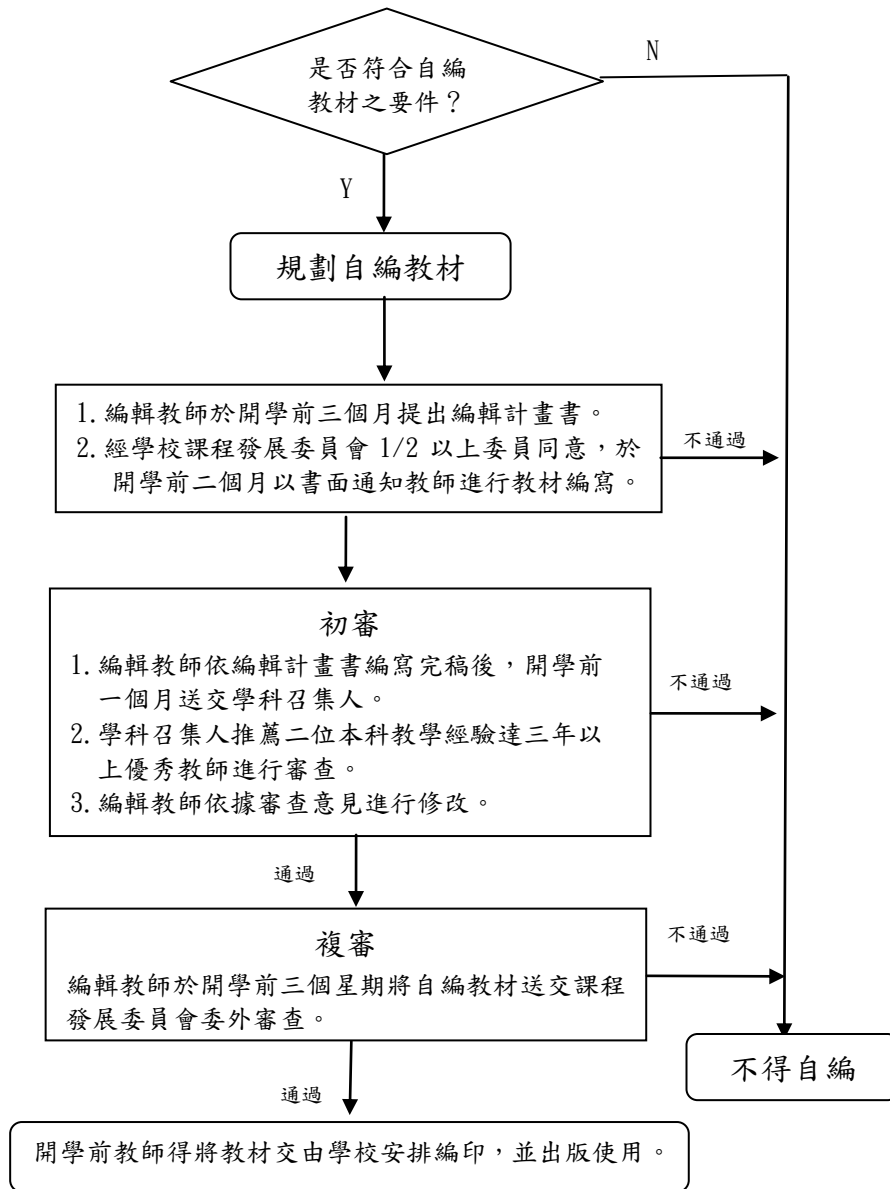 是否符合自編
教材之要件？
N
Y
規劃自編教材
1. 編輯教師於開學前三個月提出編輯計畫書。
2. 經學校課程發展委員會 1/2 以上委員同意，於
開學前二個月以書面通知教師進行教材編寫。
不通過
初審
1. 編輯教師依編輯計畫書編寫完稿後，開學前
一個月送交學科召集人。
2. 學科召集人推薦二位本科教學經驗達三年以
上優秀教師進行審查。
3. 編輯教師依據審查意見進行修改。
不通過
通過
複審
編輯教師於開學前三個星期將自編教材送交課程
發展委員會委外審查。
不通過
不得自編
通過
開學前教師得將教材交由學校安排編印，並出版使用。